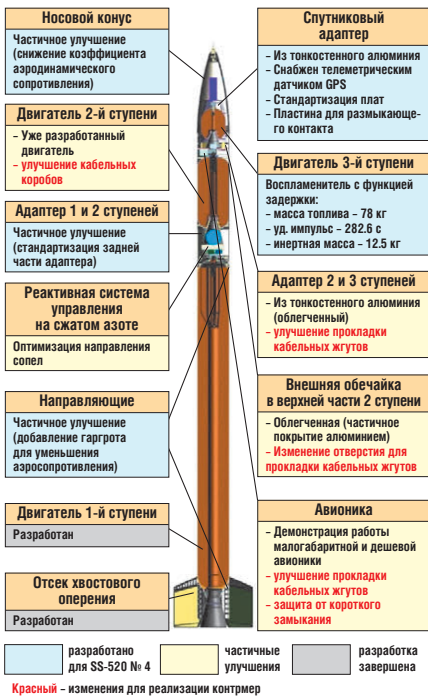 Носовой конус
Частичное улучшение
(снижение коэффициента
аэродинамического
сопротивления)
Двигатель 2-й ступени
– Уже разработанный
двигатель
– улучшение кабельных
коробов
Адаптер 1 и 2 ступеней
Частичное улучшение
(стандартизация задней
части адаптера)
Реактивная система
управления
на сжатом азоте
Оптимизация направления
сопел
Направляющие
Частичное улучшение
(добавление гаргрота
для уменьшения
аэросопротивления)
Двигатель 1-й ступени
Разработан
Отсек хвостового
оперения
Разработан
Спутниковый
адаптер
– Из тонкостенного алюминия
– Снабжен телеметрическим
датчиком GPS
– Стандартизация плат
– Пластина для размыкающе-
го контакта
Двигатель 3-й ступени
Воспламенитель с функцией
задержки:
– масса топлива – 78 кг
– уд. импульс – 282.6 с
– инертная масса – 12.5 кг
Адаптер 2 и 3 ступеней
– Из тонкостенного алюминия
(облегченный)
– улучшение прокладки
кабельных жгутов
Внешняя обечайка
в верхней части 2 ступени
– Облегченная (частичное
покрытие алюминием)
– Изменение отверстия для
прокладки кабельных жгутов
Авионика
– Демонстрация работы
малогабаритной и дешевой
авионики
– улучшение прокладки
кабельных жгутов
– защита от короткого
замыкания
разработано
для SS-520 № 4
частичные
улучшения
разработка
завершена
Красный – изменения для реализации контрмер